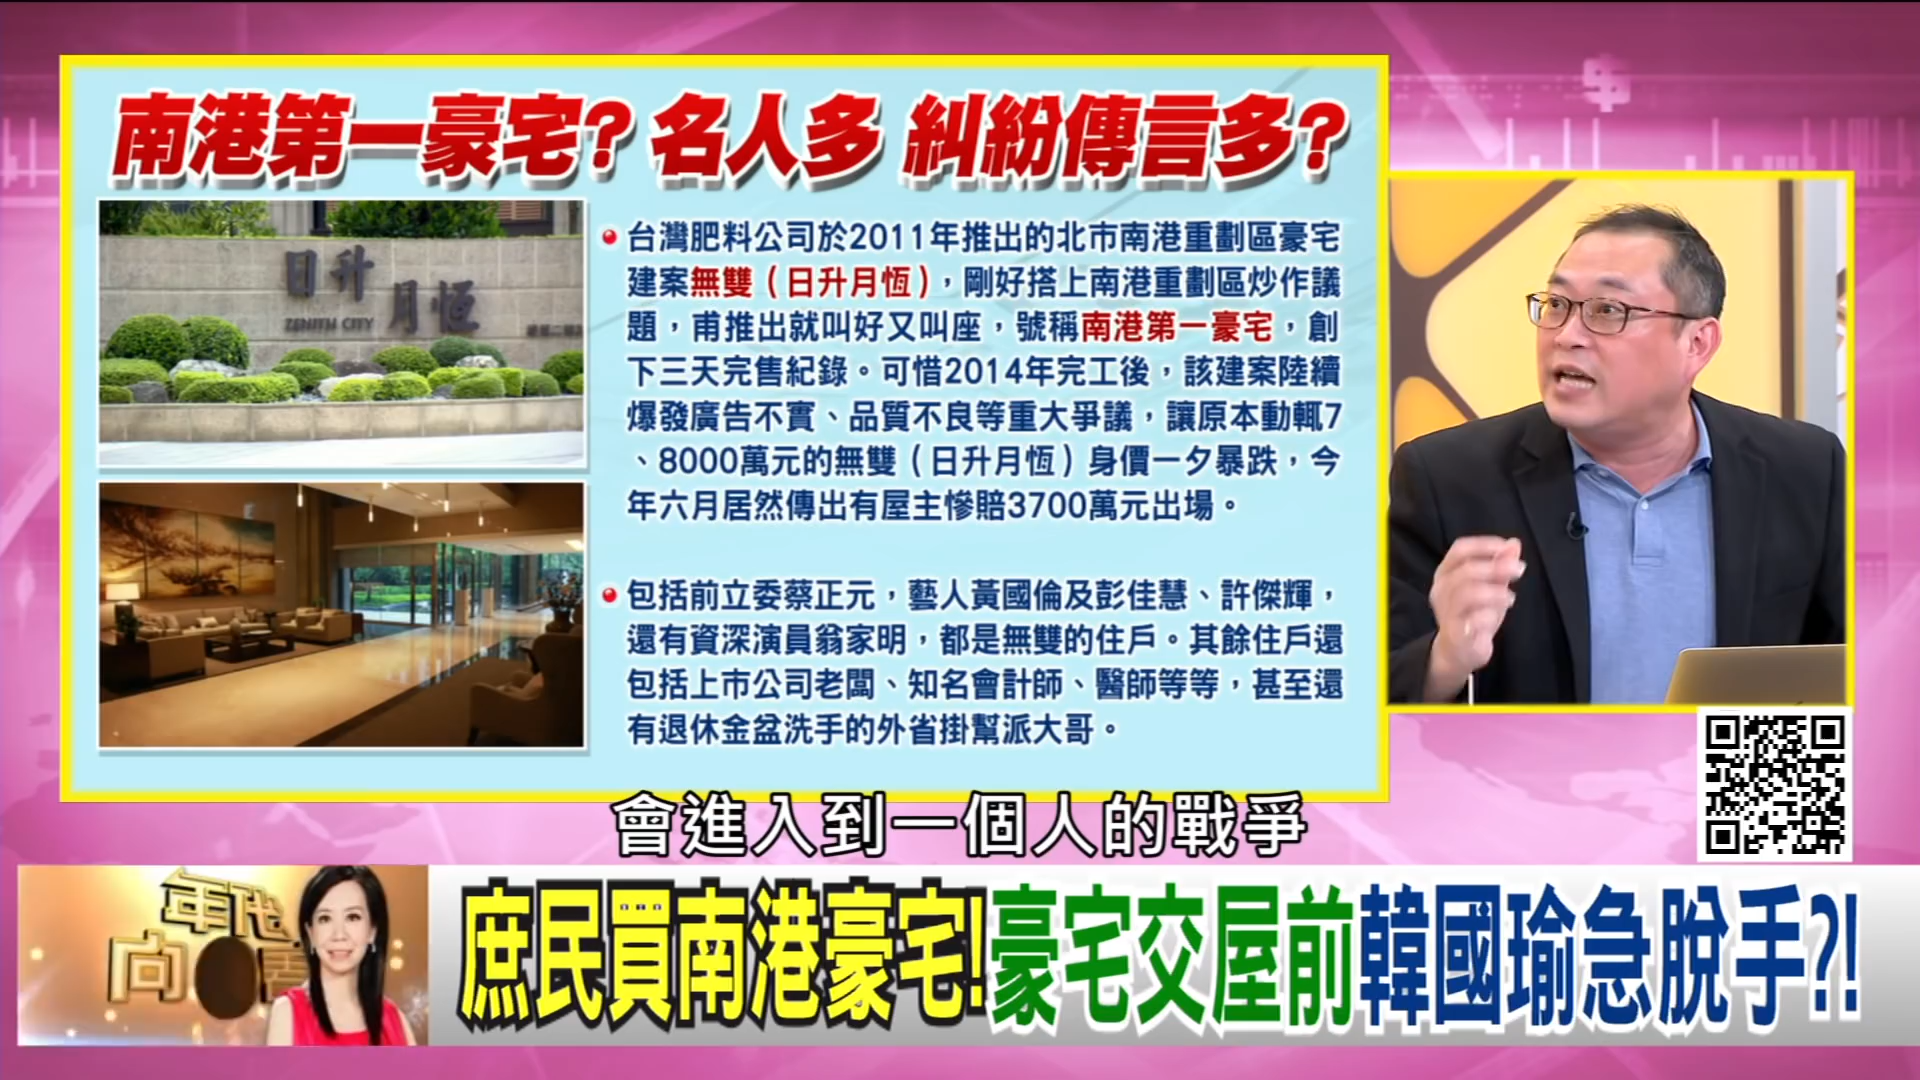 南港第一豪宅？名人多 糾紛傳言多？
日升
月恆
ZENITH CITY
台灣肥料公司於2011年推出的北市南港重劃區豪宅
建案無雙（日升月恆），剛好搭上南港重劃區炒作議
題，甫推出就叫好又叫座，號稱南港第一豪宅，創
下三天完售紀錄。可惜2014年完工後，該建案陸續
爆發廣告不實、品質不良等重大爭議，讓原本動輒7
、8000萬元的無雙（日升月恆）身價一夕暴跌，今
年六月居然傳出有屋主慘賠3700萬元出場。
包括前立委蔡正元，藝人黃國倫及彭佳慧、許傑輝，
還有資深演員翁家明，都是無雙的住戶。其餘住戶還
包括上市公司老闆、知名會計師、醫師等等，甚至還
有退休金盆洗手的外省掛幫派大哥。
會進入到一個人的戰爭
年代
向
庶民買南港豪宅!豪宅交屋前韓國瑜急脫手?!